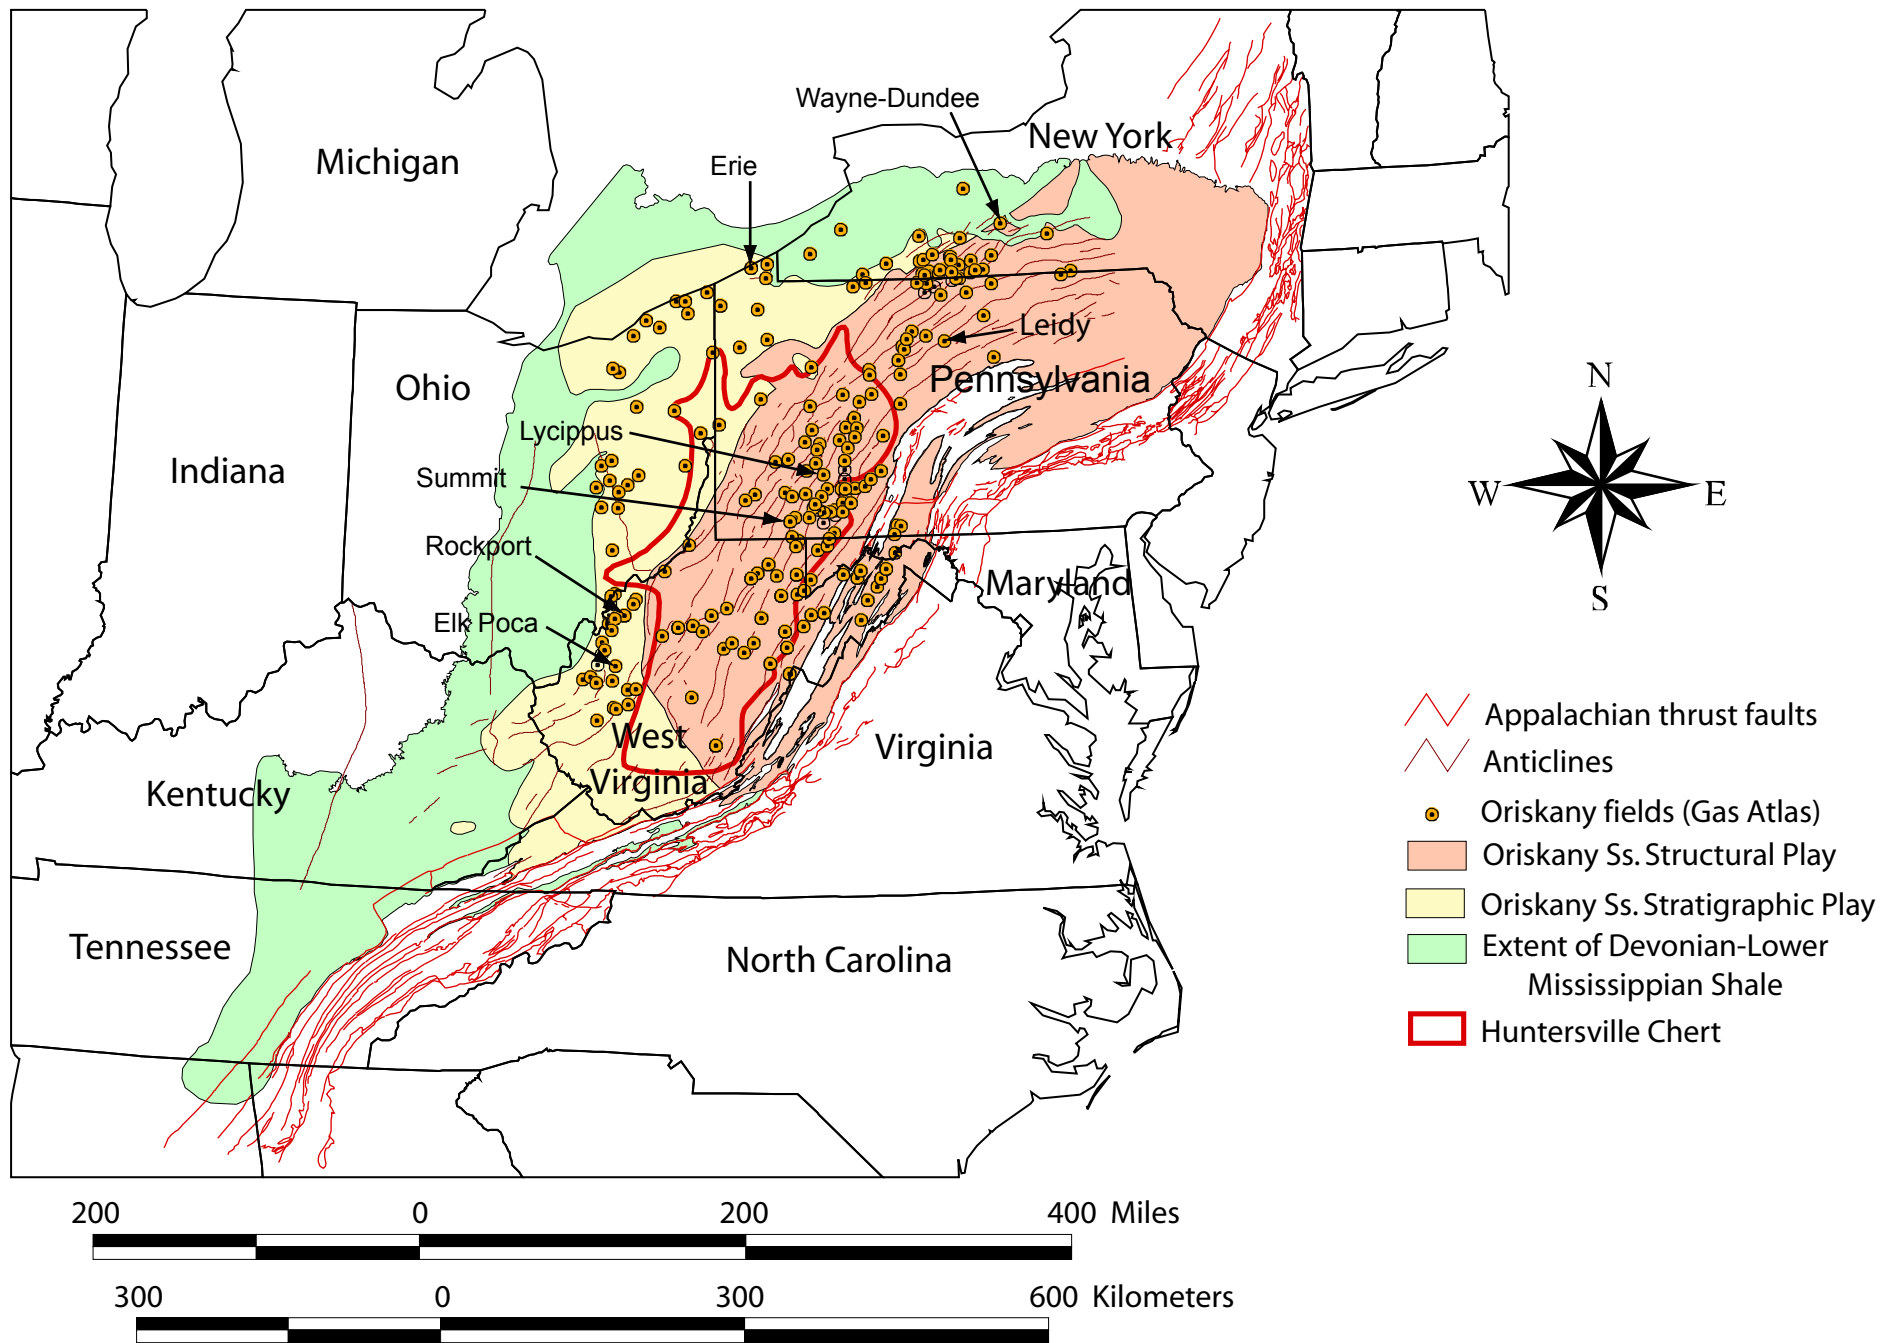 Wayne-Dundee
New York
Erie
Michigan
Leidy
Pennsylvania
Ohio
Lycippus
Indiana
Summit
Rockport
Maryland
Elk Poca
West
Virginia
Virginia
Kentucky
Tennessee
North Carolina
N
W
E
S
Appalachian thrust faults
Anticlines
Oriskany fields (Gas Atlas)
Oriskany Ss. Structural Play
Oriskany Ss. Stratigraphic Play
Extent of Devonian-Lower
Mississippian Shale
Huntersville Chert
200 0 200 400 Miles
300 0 300 600 Kilometers